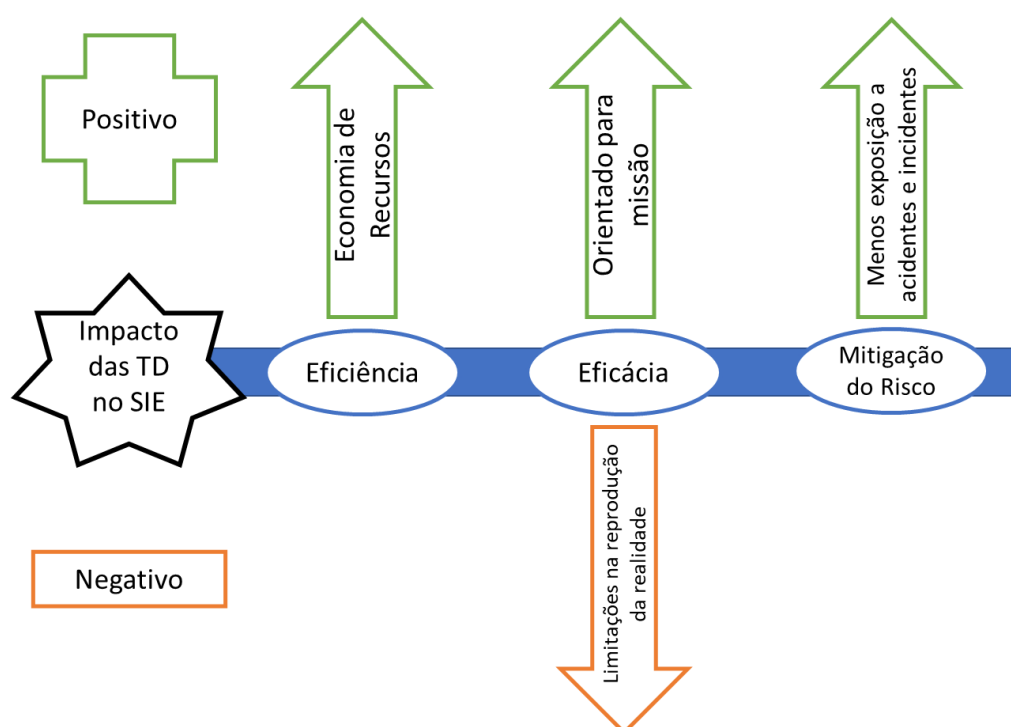 Positivo
Economia de
Recursos
Orientado para
missão
Menos exposição a
acidentes e incidentes
Impacto
das TD
no SIE
Eficiência
Eficácia
Mitigação
do Risco
Limitações na reprodução
da realidade
Negativo